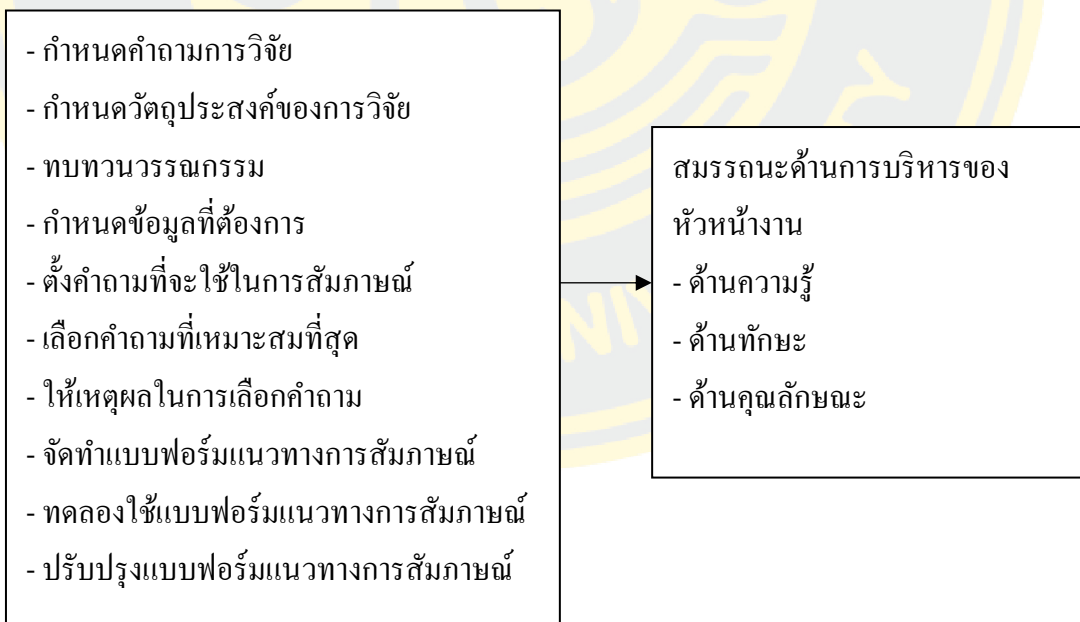 - กำหนดคำถามการวิจัย
- กำหนดวัตถุประสงค์ของการวิจัย
- ทบทวนวรรณกรรม
- กำหนดข้อมูลที่ต้องการ
- ตั้งคำถามที่จะใช้ในการสัมภาษณ์
- เลือกคำถามที่เหมาะสมที่สุด
- ให้เหตุผลในการเลือกคำถาม
- จัดทำแบบฟอร์มแนวทางการสัมภาษณ์
- ทดลองใช้แบบฟอร์มแนวทางการสัมภาษณ์
- ปรับปรุงแบบฟอร์มแนวทางการสัมภาษณ์
สมรรถนะด้านการบริหารของ
หัวหน้างาน
- ด้านความรู้
- ด้านทักษะ
- ด้านคุณลักษณะ